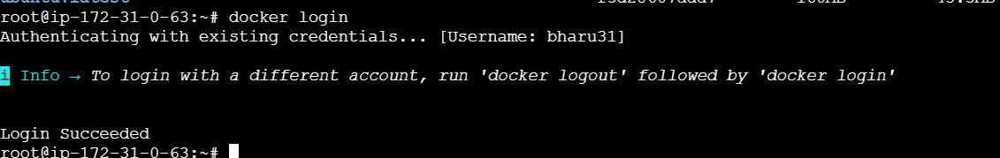 root@ip-172-31-0-63:~# docker login
Authenticating with existing credentials... [Username: bharu31]
i Info → To login with a different account, run 'docker logout' followed by 'docker login'
Login Succeeded
root@ip-172-31-0-63:~#